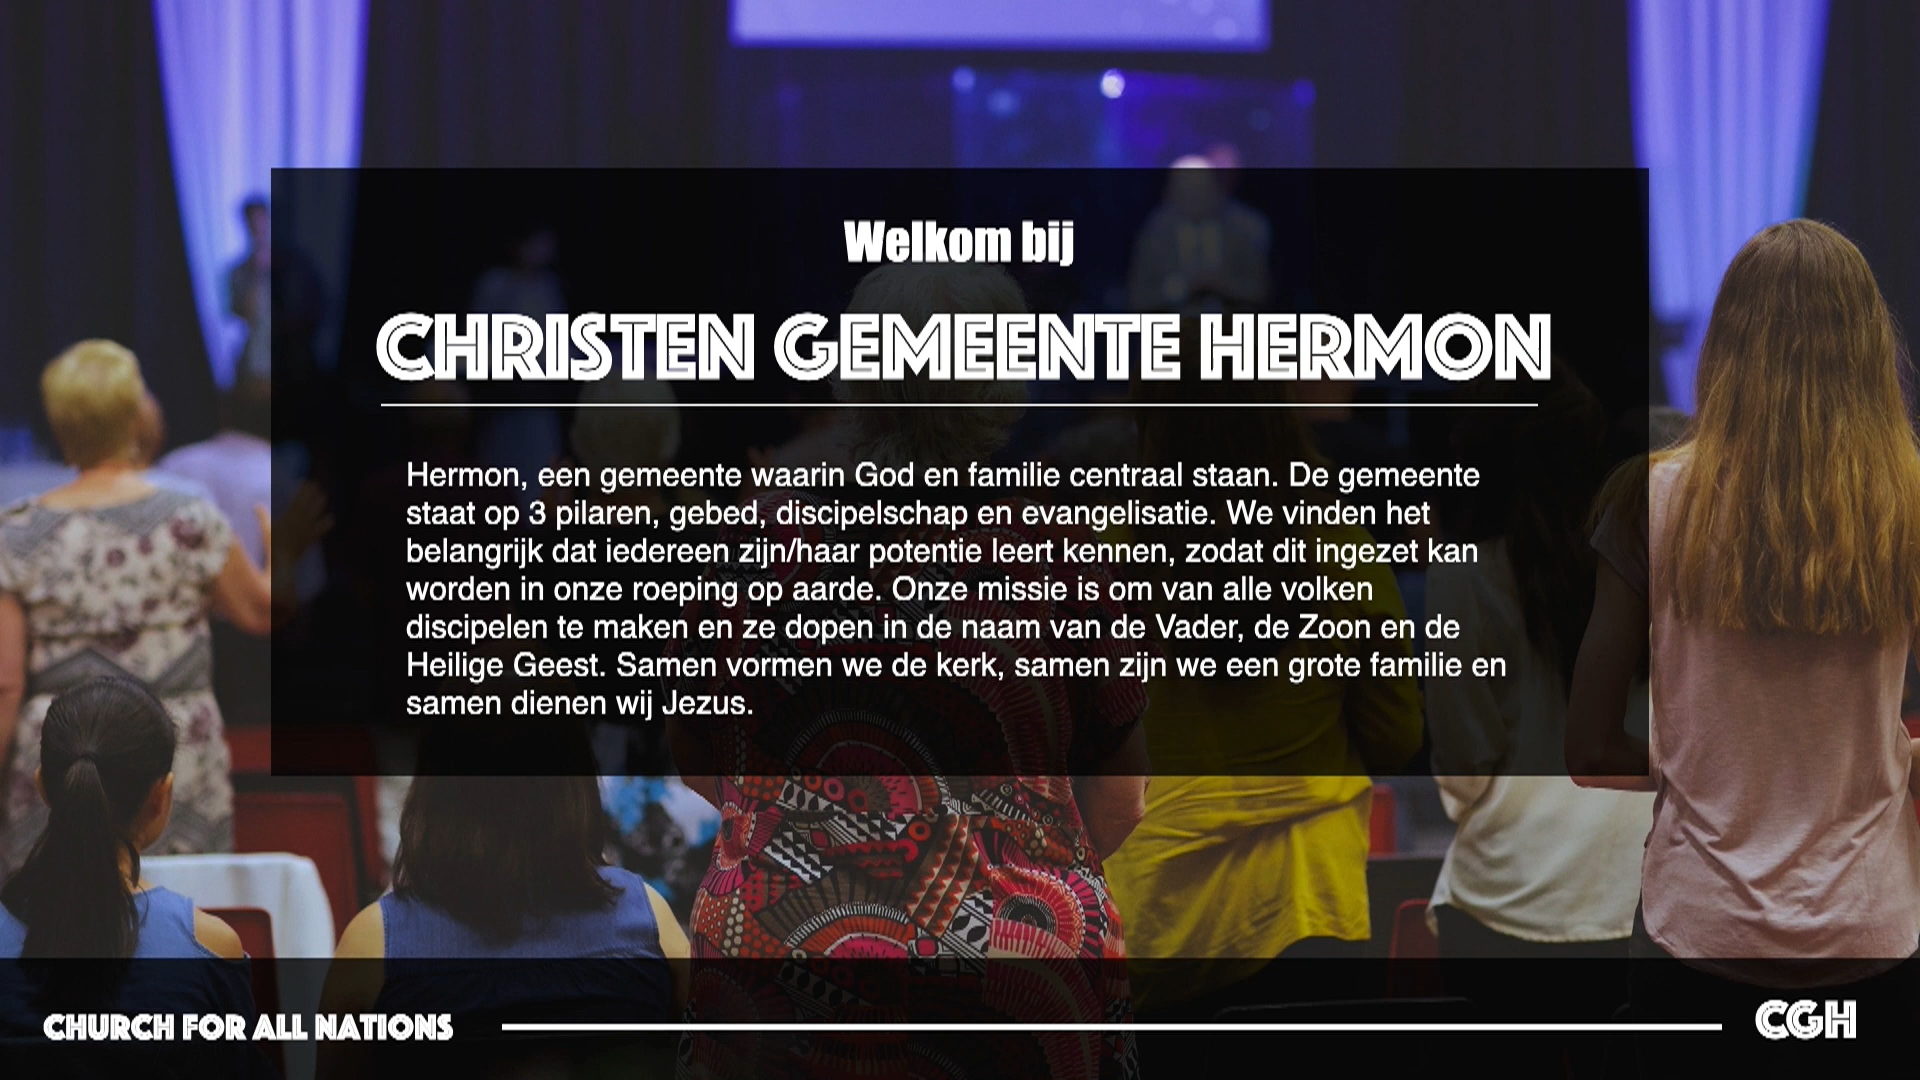 Welkom bij
CHRISTEN GEMEENTE HERMON
Hermon, een gemeente waarin God en familie centraal staan. De gemeente
staat op 3 pilaren, gebed, discipelschap en evangelisatie. We vinden het
belangrijk dat iedereen zijn/haar potentie leert kennen, zodat dit ingezet kan
worden in onze roeping op aarde. Onze missie is om van alle volken
discipelen te maken en ze dopen in de naam van de Vader, de Zoon en de
Heilige Geest. Samen vormen we de kerk, samen zijn we een grote familie en
samen dienen wij Jezus.
CHURCH FOR ALL NATIONS
CGH